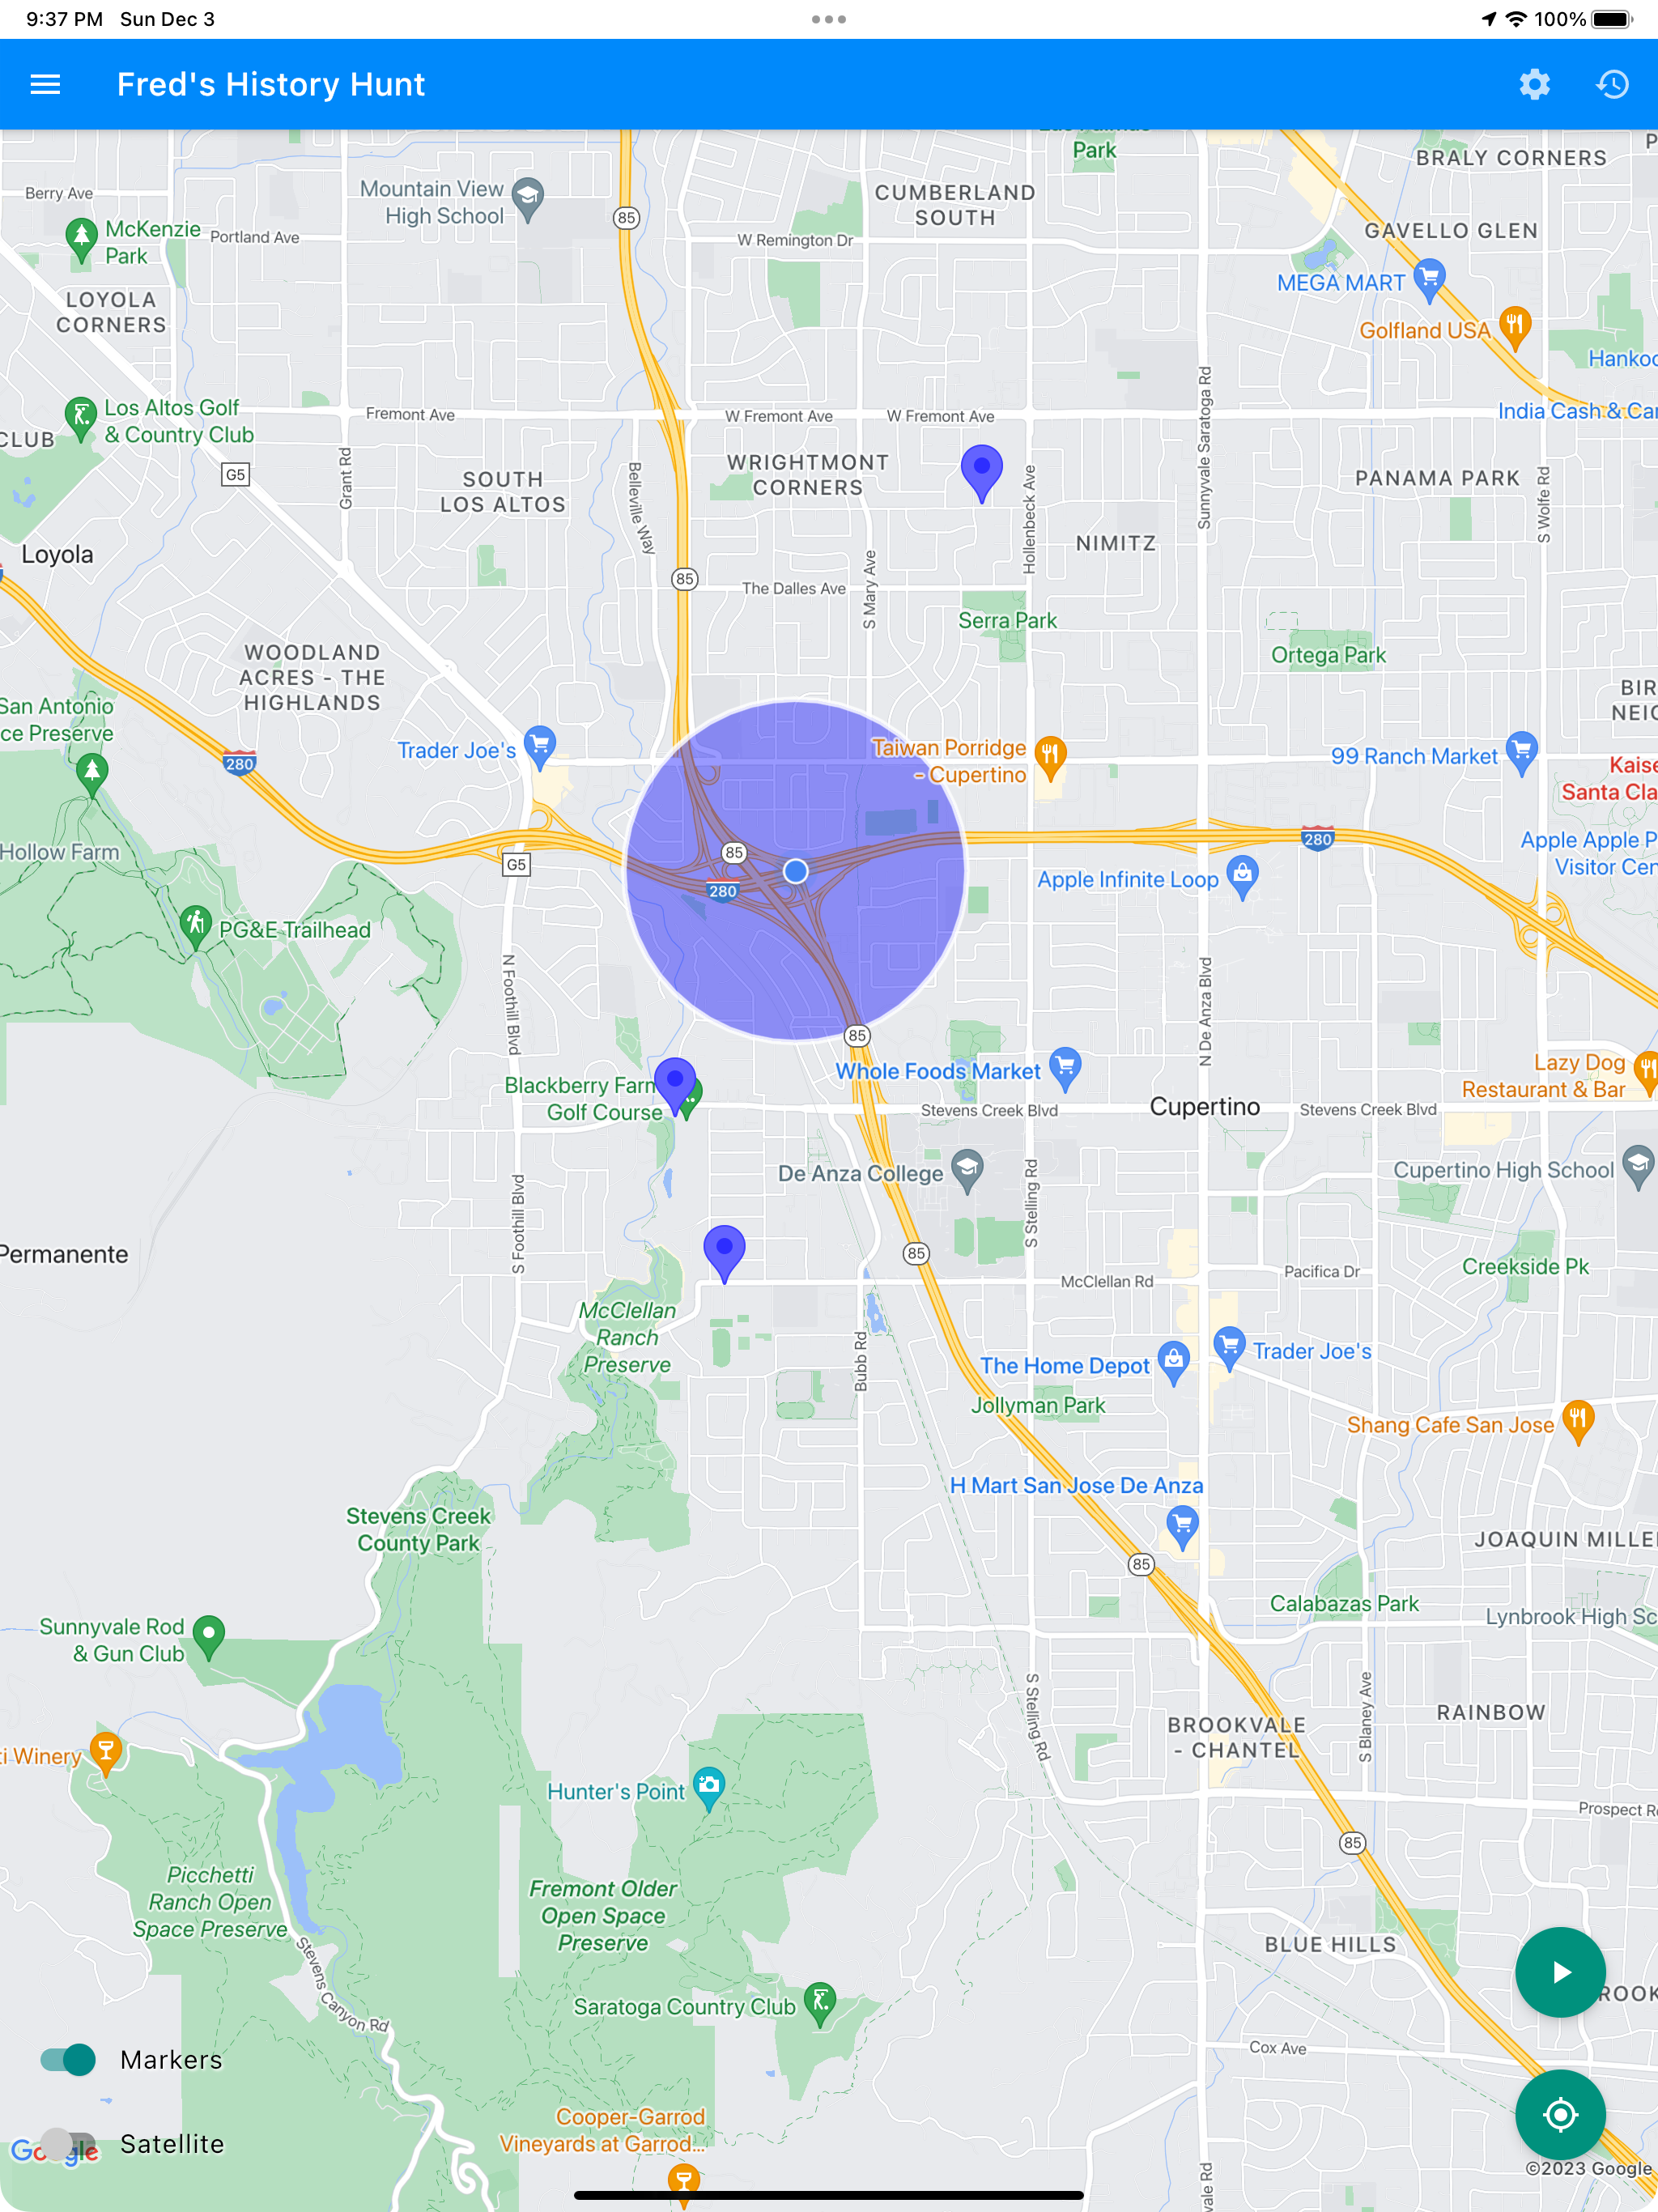 9:37 PM Sun Dec 3
100%
Fred's History Hunt
Park
BRALY CORNERS
Berry Ave
Mountain View
High School
CUMBERLAND
SOUTH
85
McKenzie
Park
Portland Ave
W Remington Dr
GAVELLO GLEN
MEGA MART
LOYOLA
CORNERS
Golfland USA
Los Altos Golf
& Country Club
Fremont Ave
W Fremont Ave
W Fremont Ave
Sunnyvale Saratoga Rd
India Cash & Car
CLUB
G5
Grant Rd
SOUTH
LOS ALTOS
Belleville Way
WRIGHTMONT
CORNERS
Hollenbeck Ave
PANAMA PARK
S Wolfe Rd
Loyola
NIMITZ
85
The Dalles Ave
S Mary Ave
Serra Park
WOODLAND
ACRES - THE
HIGHLANDS
Ortega Park
San Antonio
ce Preserve
280
Trader Joe's
Taiwan Porridge
- Cupertino
99 Ranch Market
Kaise
Santa Cla
Hollow Farm
G5
85
280
280
Apple Infinite Loop
Apple Apple P
Visitor Cen
PG&E Trailhead
N Foothill Blvd
N De Anza Blvd
85
Blackberry Farm
Golf Course
Whole Foods Market
Lazy Dog
Restaurant & Bar
Stevens Creek Blvd
Cupertino
Stevens Creek Blvd
De Anza College
Cupertino High School
S Foothill Blvd
S Stelling Rd
Permanente
85
McClellan Rd
Pacifica Dr
Creekside Pk
McClellan
Ranch
Preserve
Bubb Rd
The Home Depot
Trader Joe's
Jollyman Park
Shang Cafe San Jose
H Mart San Jose De Anza
Stevens Creek
County Park
85
JOAQUIN MILLE
Calabazas Park
Lynbrook High Sc
Sunnyvale Rod
& Gun Club
S Stelling Rd
S Blaney Ave
RAINBOW
BROOKVALE
- CHANTEL
ti Winery
Hunter's Point
Prospect R
85
Picchetti
Ranch Open
Space Preserve
Fremont Older
Open Space
Preserve
BLUE HILLS
Stevens Canyon Rd
ROOK
Saratoga Country Club
Markers
Cox Ave
Cooper-Garrod
Vineyards at Garrod...
Satellite
Google
©2023 Google